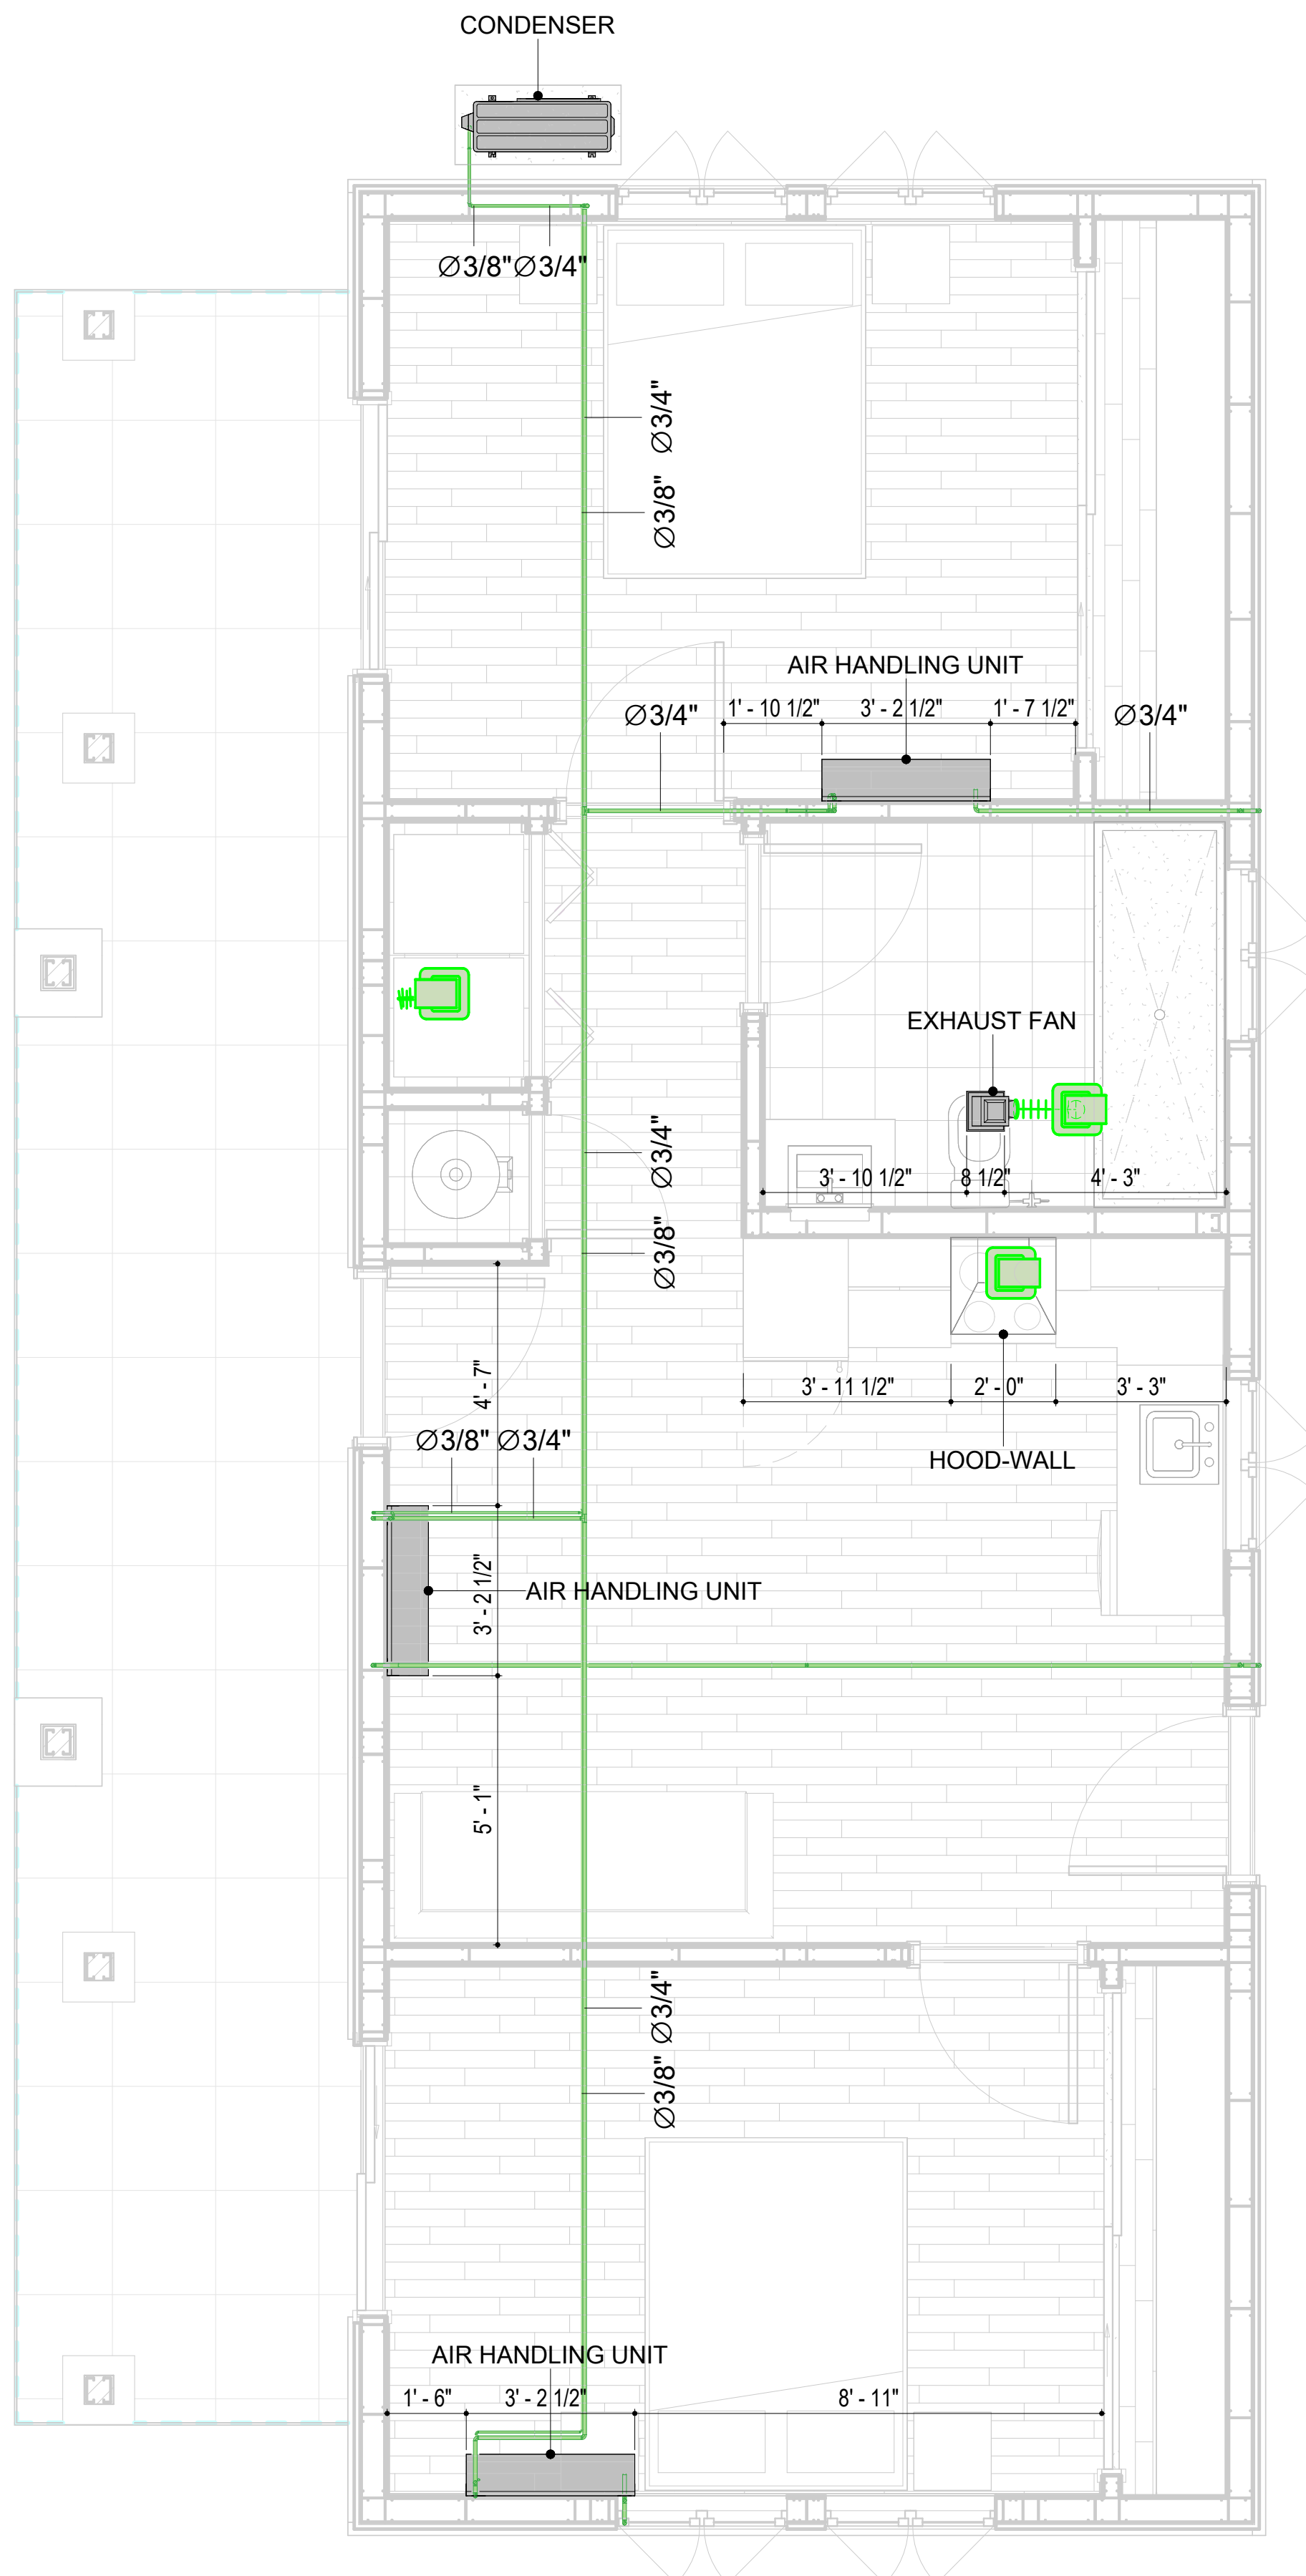 CONDENSER
Ø3/8" Ø3/4"
Ø3/4"
Ø3/8"
AIR HANDLING UNIT
1' - 10 1/2" 3' - 2 1/2" 1' - 7 1/2"
Ø3/4" Ø3/4"
EXHAUST FAN
Ø3/4"
3' - 10 1/2" 8 1/2" 4' - 3"
Ø3/8"
4' - 7"
3' - 11 1/2" 2' - 0" 3' - 3"
Ø3/8" Ø3/4"
HOOD-WALL
3' - 2 1/2"
AIR HANDLING UNIT
5' - 1"
Ø3/4"
Ø3/8"
AIR HANDLING UNIT
1' - 6" 3' - 2 1/2" 8' - 11"